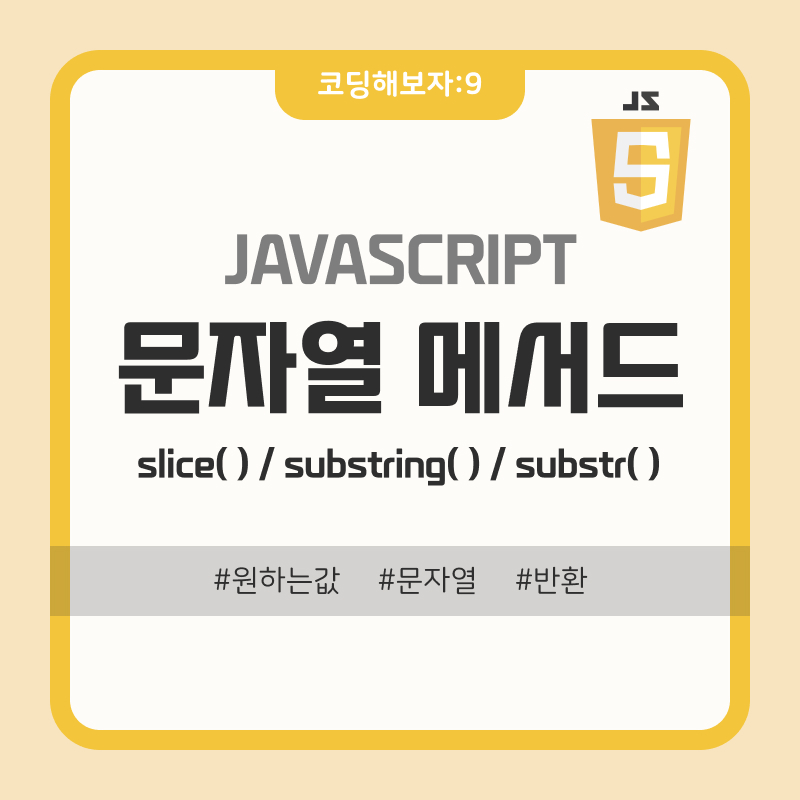 코딩해보자:9
JS
5
JAVASCRIPT
문자열 메서드
slice( ) / substring( ) / substr( )
#원하는값 #문자열 #반환